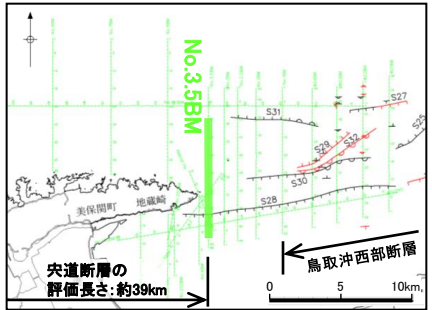 No.3.5BM
S27
S31
S25
S29
S32
S30
S28
美保関町 地蔵崎
宍道断層の
評価長さ：約39km
鳥取沖西部断層
0 5 10km